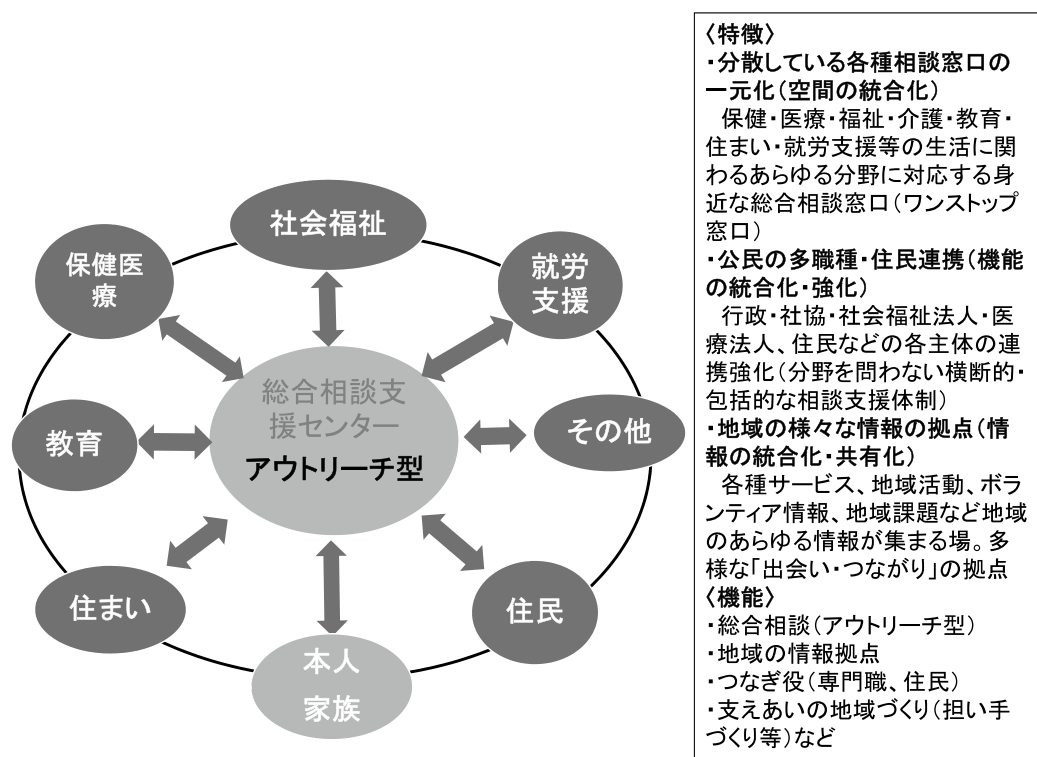 社会福祉
保健医
療
就労
支援
総合相談支
援センター
アウトリーチ型
教育
その他
住まい
住民
本人
家族
〈特徴〉
・分散している各種相談窓口の
一元化（空間の統合化）
保健・医療・福祉・介護・教育・
住まい・就労支援等の生活に関
わるあらゆる分野に対応する身
近な総合相談窓口（ワンストップ
窓口）
・公民の多職種・住民連携（機能
の統合化・強化）
行政・社協・社会福祉法人・医
療法人、住民などの各主体の連
携強化（分野を問わない横断的・
包括的な相談支援体制）
・地域の様々な情報の拠点（情
報の統合化・共有化）
各種サービス、地域活動、ボラ
ンティア情報、地域課題など地域
のあらゆる情報が集まる場。多
様な「出会い・つながり」の拠点
〈機能〉
・総合相談（アウトリーチ型）
・地域の情報拠点
・つなぎ役（専門職、住民）
・支えあいの地域づくり（担い手
づくり等）など